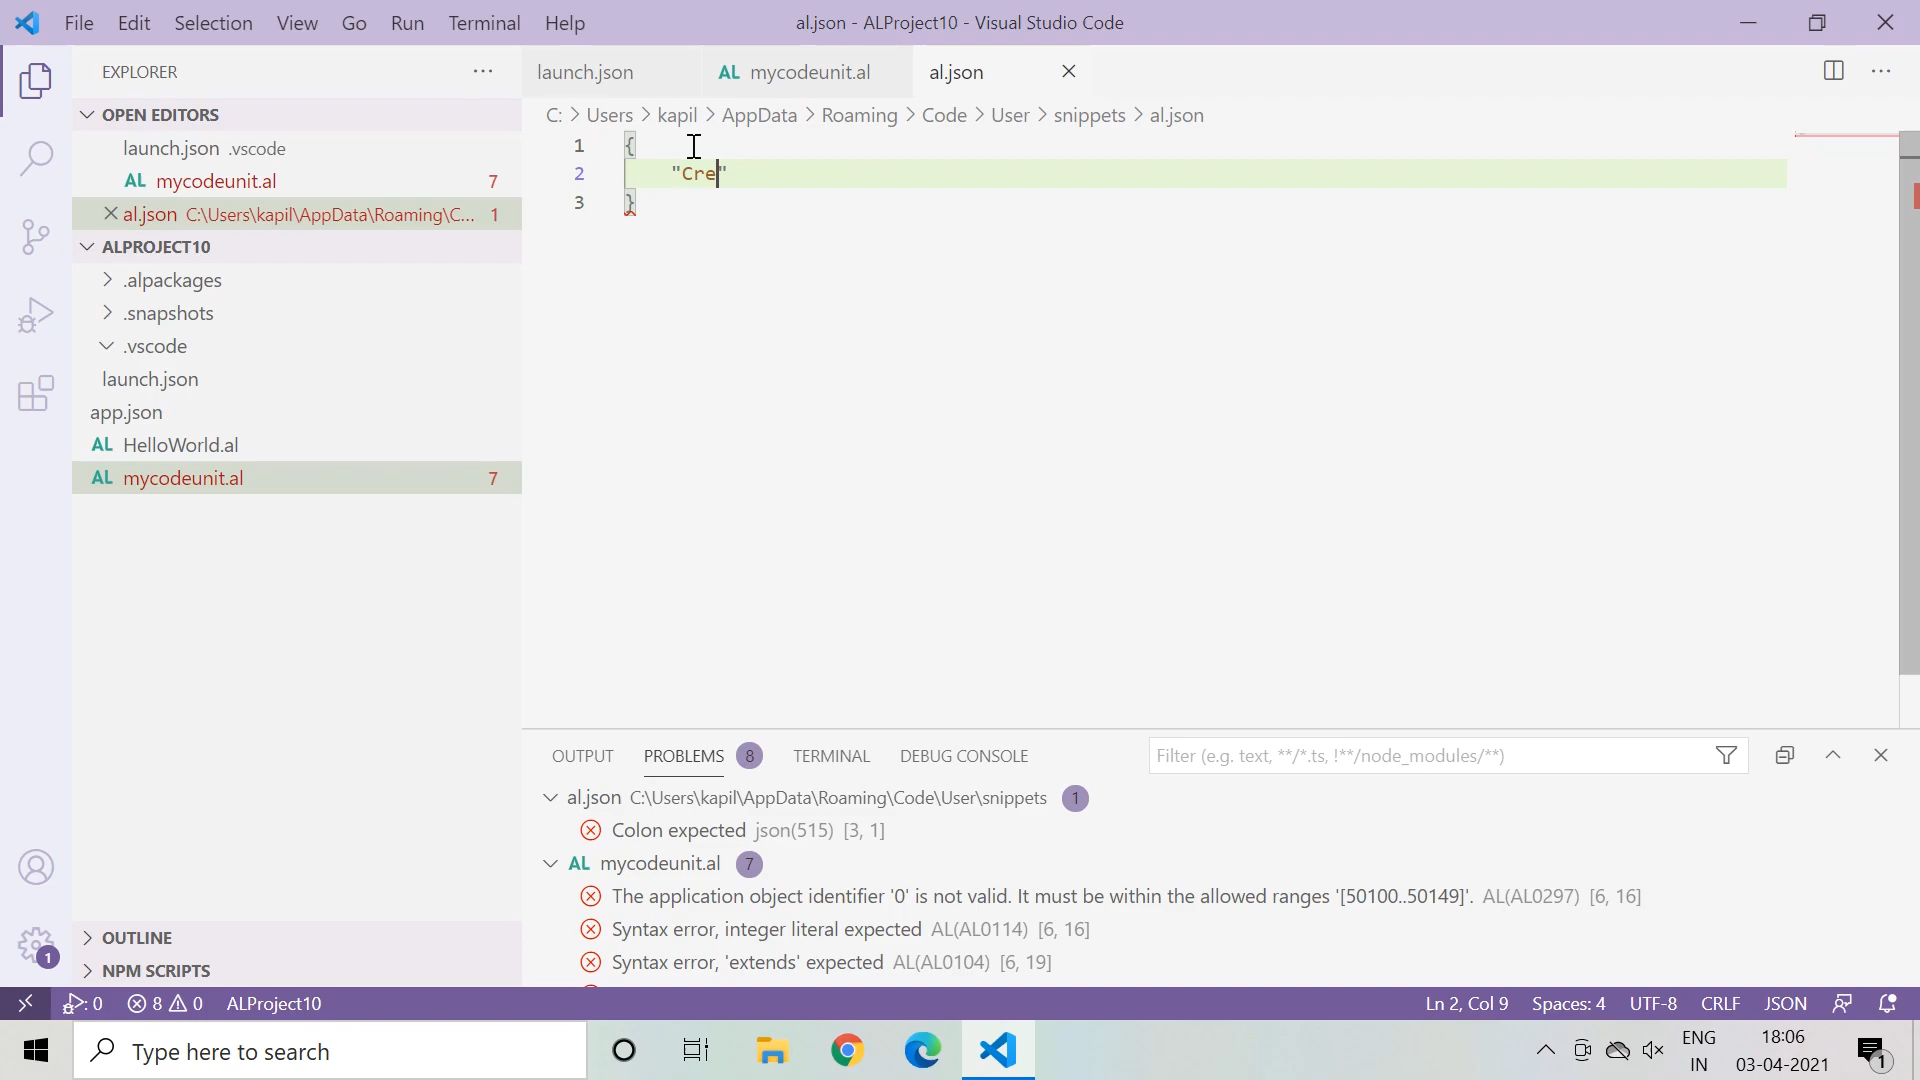 File Edit Selection View Go Run Terminal Help
al.json - ALProject10 - Visual Studio Code
EXPLORER
OPEN EDITORS
launch.json .vscode
AL mycodeunit.al 7
al.json C:\Users\kapil\AppData\Roaming\C... 1
ALPROJECT10
.alpackages
.snapshots
.vscode
launch.json
app.json
AL HelloWorld.al
AL mycodeunit.al 7
OUTLINE
NPM SCRIPTS
1
launch.json AL mycodeunit.al al.json
C: > Users > kapil > AppData > Roaming > Code > User > snippets > al.json
1 {
2 "Cre"
3 }
OUTPUT PROBLEMS 8 TERMINAL DEBUG CONSOLE
Filter (e.g. text, **/*.ts, !**/node_modules/**)
al.json C:\Users\kapil\AppData\Roaming\Code\User\snippets 1
Colon expected json(515) [3, 1]
AL mycodeunit.al 7
The application object identifier '0' is not valid. It must be within the allowed ranges '[50100..50149]'. AL(AL0297) [6, 16]
Syntax error, integer literal expected AL(AL0114) [6, 16]
Syntax error, 'extends' expected AL(AL0104) [6, 19]
: 0 8 0 ALProject10
Ln 2, Col 9 Spaces: 4 UTF-8 CRLF JSON
Type here to search
ENG
IN
18:06
03-04-2021
1